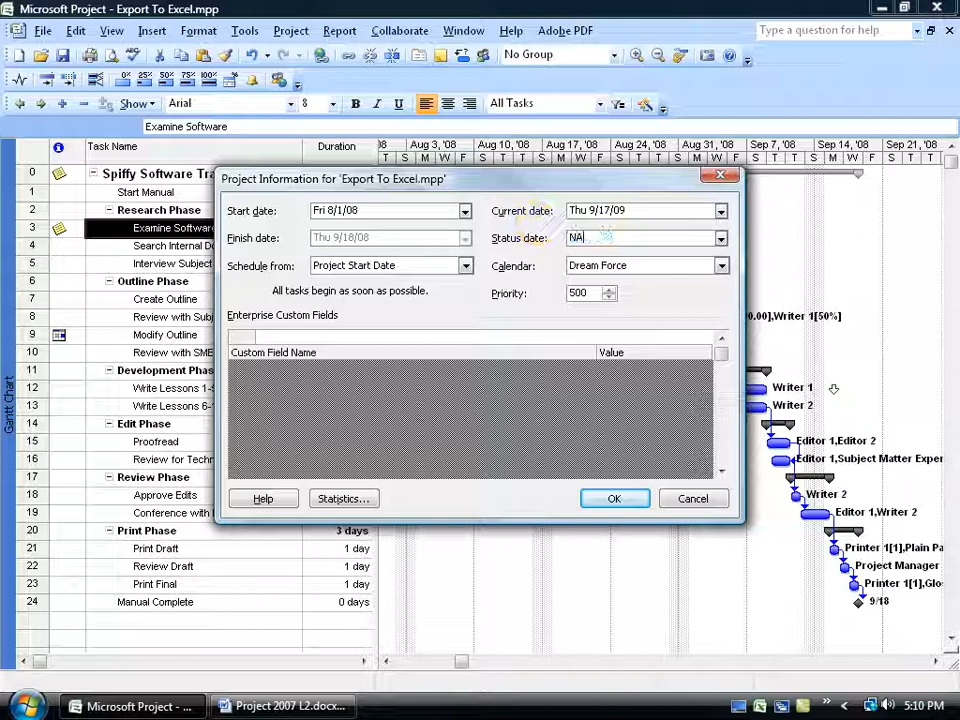 Microsoft Project - Export To Excel.mpp
File Edit View Insert Format Tools Project Report Collaborate Window Help Adobe PDF
Type a question for help
No Group
0% 25% 50% 75% 100%
Show Arial 8 B I U All Tasks
Examine Software
Task Name Duration
08 Aug 3, '08 Aug 10, '08 Aug 17, '08 Aug 24, '08 Aug 31, '08 Sep 7, '08 Sep 14, '08 Sep 21, '08
0 Spiffy Software Tra
1 Start Manual
2 Research Phase
3 Examine Software
4 Search Internal Do
5 Interview Subject
6 Outline Phase
7 Create Outline
8 Review with Subj
00.00],Writer 1[50%]
9 Modify Outline
10 Review with SME
11 Development Phase
12 Write Lessons 1-5
Writer 1
13 Write Lessons 6-1
Writer 2
14 Edit Phase
15 Proofread
Editor 1,Editor 2
16 Review for Techn
Editor 1,Subject Matter Exper
17 Review Phase
18 Approve Edits
Writer 2
19 Conference with
Editor 1,Writer 2
20 Print Phase 3 days
21 Print Draft 1 day
Printer 1[1],Plain Pa
22 Review Draft 1 day
Project Manager
23 Print Final 1 day
Printer 1[1],Glo
24 Manual Complete 0 days
9/18
Gantt Chart
Project Information for 'Export To Excel.mpp'
Start date: Fri 8/1/08
Current date: Thu 9/17/09
Finish date: Thu 9/18/08
Status date: NA
Schedule from: Project Start Date
Calendar: Dream Force
All tasks begin as soon as possible.
Priority: 500
Enterprise Custom Fields
Custom Field Name Value
Help Statistics... OK Cancel
Microsoft Project - ...
Project 2007 L2.docx...
5:10 PM